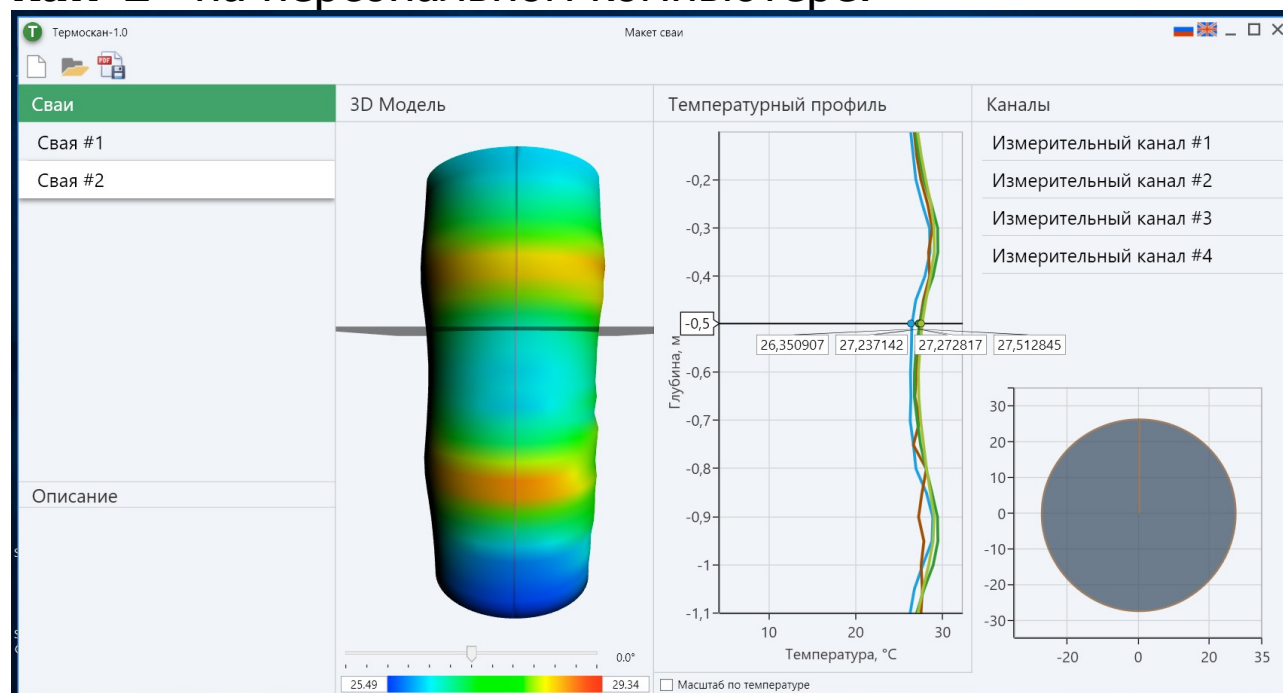 на персональном компьютере.
Термоскан-1.0
Макет сваи
PDF
Сваи
Свая #1
Свая #2
Описание
3D Модель
0.0°
25.49
29.34
Температурный профиль
-0,2
-0,3
-0,4
-0,5
-0,6
-0,7
-0,8
-0,9
-1
-1,1
Глубина, м
26,350907
27,237142
27,272817
27,512845
10
20
30
Температура, °C
Масштаб по температуре
Каналы
Измерительный канал #1
Измерительный канал #2
Измерительный канал #3
Измерительный канал #4
30
20
10
0
-10
-20
-30
-20
0
20
35